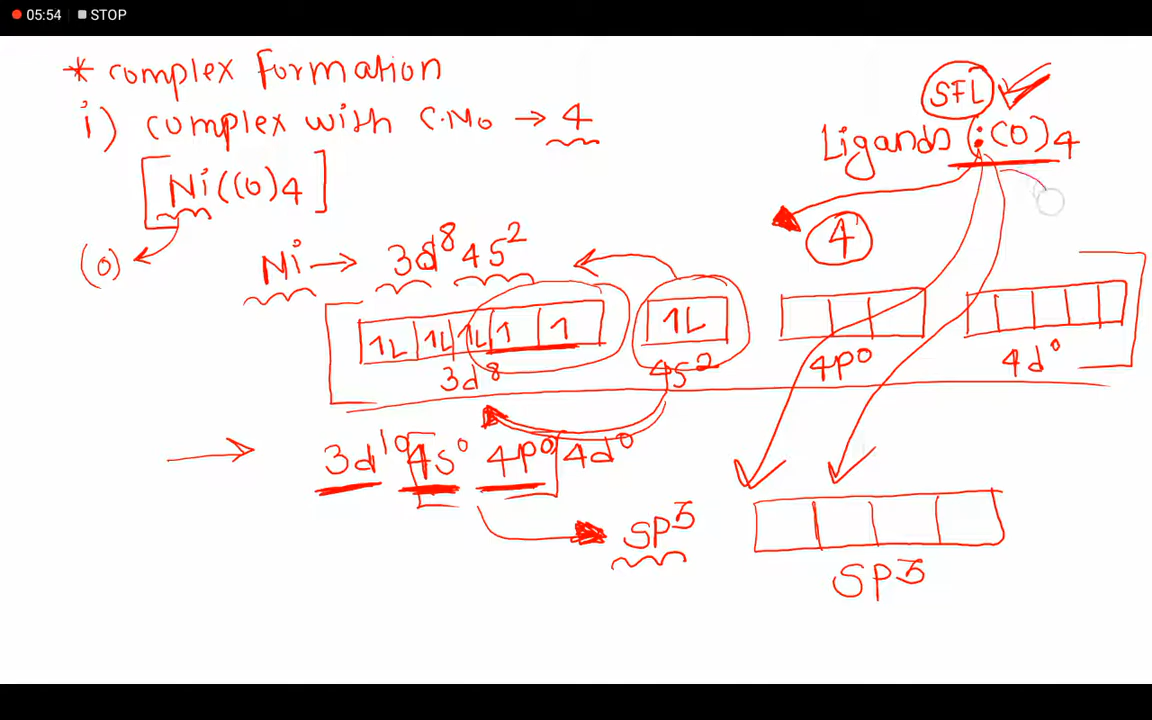 05:54 STOP
* complex formation
i) complex with C.No → 4
SFL
Ligands (:CO)4
[Ni(CO)4]
(0)
4
Ni → 3d⁸ 4s²
1L 1L 1L 1 1
1L
3d⁸ 4s² 4p⁰ 4d⁰
→ 3d¹⁰ 4s⁰ 4p⁰ 4d⁰
SP³
SP³